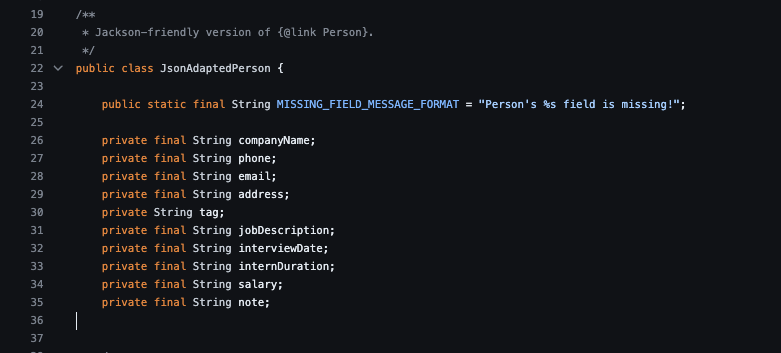 19 /**
20 * Jackson-friendly version of {@link Person}.
21 */
22 public class JsonAdaptedPerson {
23
24 public static final String MISSING_FIELD_MESSAGE_FORMAT = "Person's %s field is missing!";
25
26 private final String companyName;
27 private final String phone;
28 private final String email;
29 private final String address;
30 private String tag;
31 private final String jobDescription;
32 private final String interviewDate;
33 private final String internDuration;
34 private final String salary;
35 private final String note;
36
37